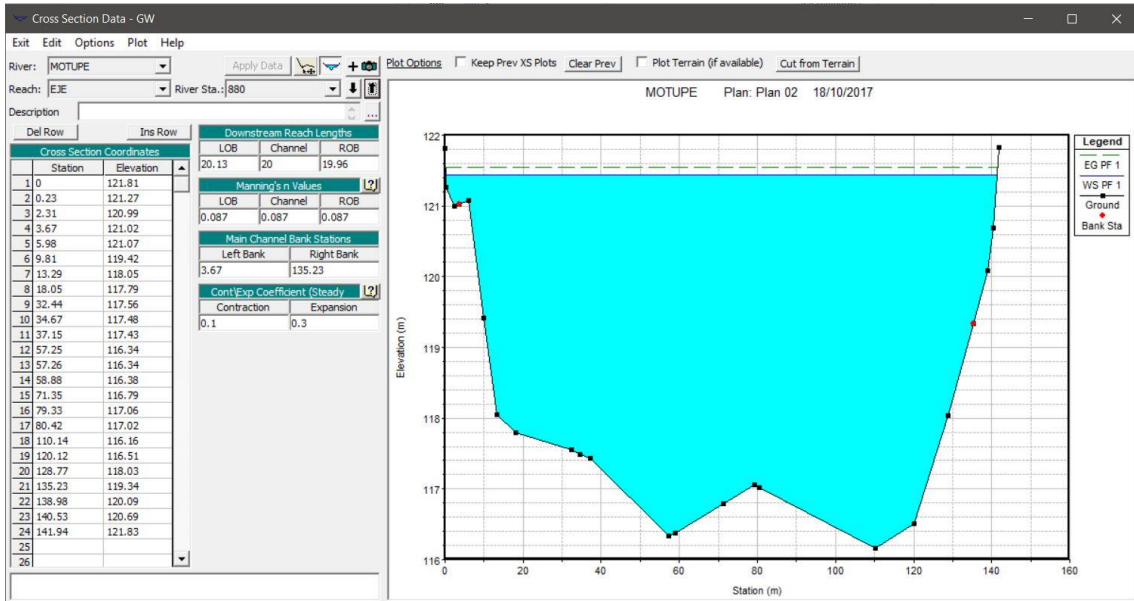 Cross Section Data - GW
Exit Edit Options Plot Help
River: MOTUPE
Apply Data
Reach: EJE River Sta.: 880
Description
...
Del Row Ins Row
Cross Section Coordinates
Station Elevation
1 0 121.81
2 0.23 121.27
3 2.31 120.99
4 3.67 121.02
5 5.98 121.07
6 9.81 119.42
7 13.29 118.05
8 18.05 117.79
9 32.44 117.56
10 34.67 117.48
11 37.15 117.43
12 57.25 116.34
13 57.26 116.34
14 58.88 116.38
15 71.35 116.79
16 79.33 117.06
17 80.42 117.02
18 110.14 116.16
19 120.12 116.51
20 128.77 118.03
21 135.23 119.34
22 138.98 120.09
23 140.53 120.69
24 141.94 121.83
25
26
Downstream Reach Lengths
LOB Channel ROB
20.13 20 19.96
Manning's n Values ?
LOB Channel ROB
0.087 0.087 0.087
Main Channel Bank Stations
Left Bank Right Bank
3.67 135.23
Cont\Exp Coefficient (Steady ?
Contraction Expansion
0.1 0.3
Plot Options Keep Prev XS Plots Clear Prev Plot Terrain (if available) Cut from Terrain
MOTUPE Plan: Plan 02 18/10/2017
122
121
120
119
118
117
116
Elevation (m)
0 20 40 60 80 100 120 140 160
Station (m)
Legend
EG PF 1
WS PF 1
Ground
Bank Sta